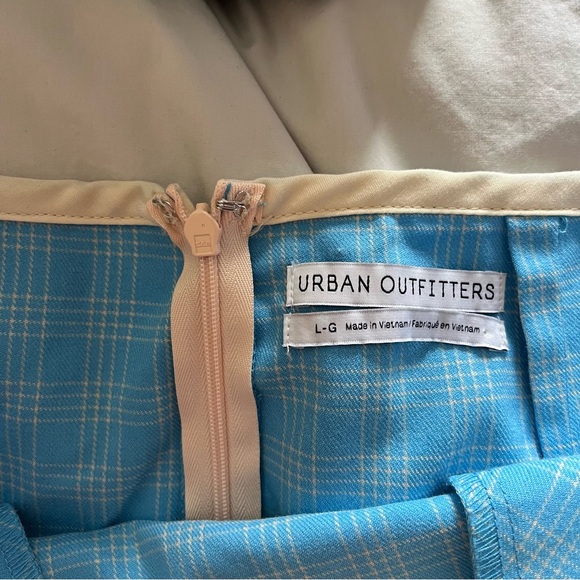 URBAN OUTFITTERS
L-G Made in Vietnam/Fabriqué en Vietnam